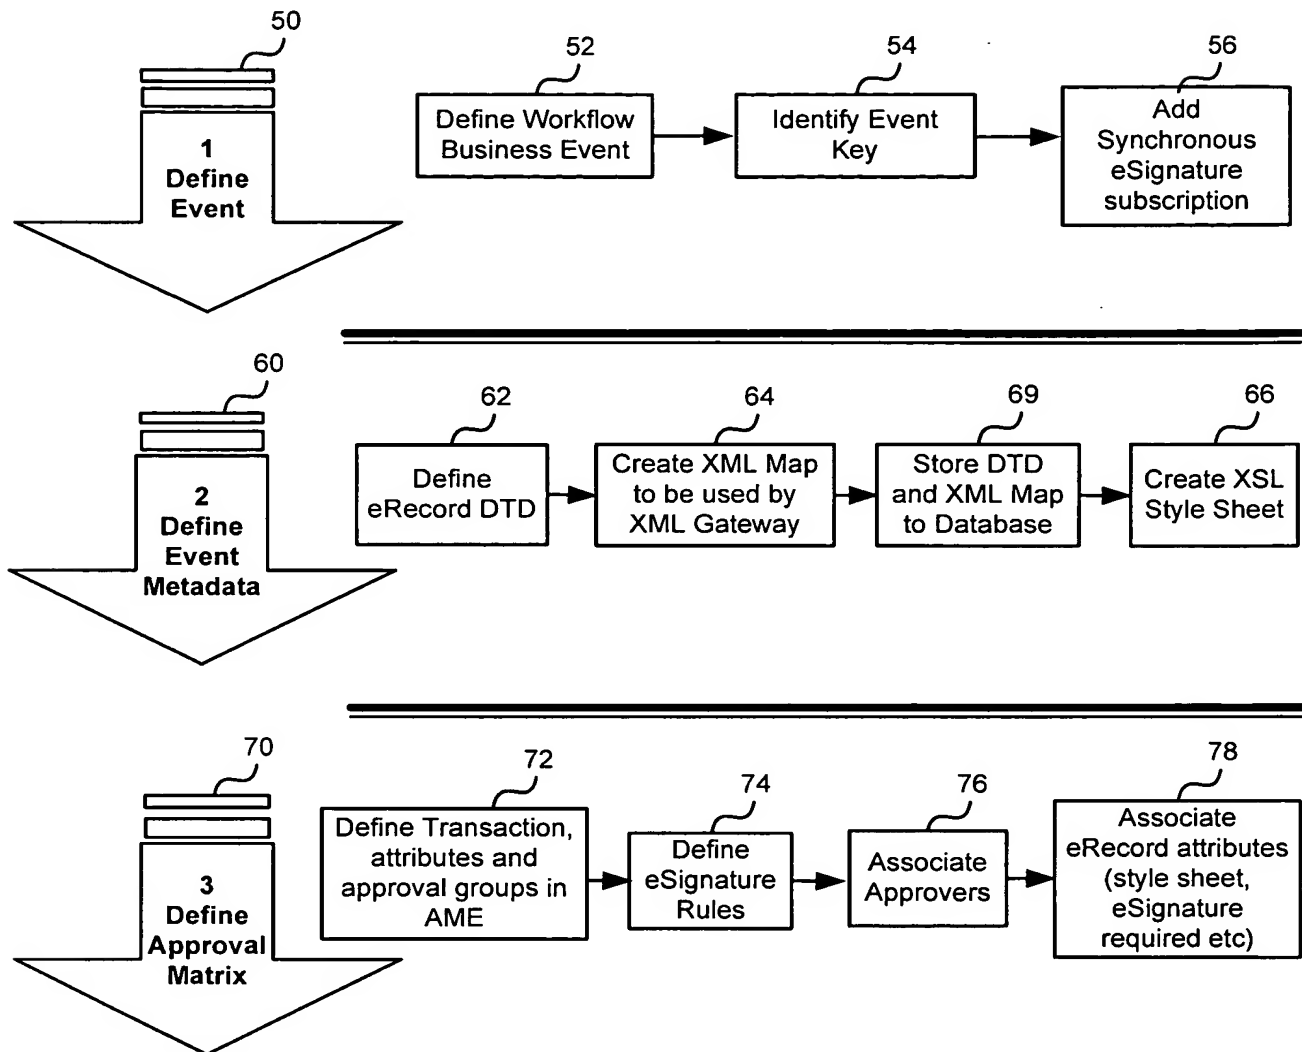 50
52
54
56
1
Define
Event
Define Workflow
Business Event
Identify Event
Key
Add
Synchronous
eSignature
subscription
60
62
64
69
66
2
Define
Event
Metadata
Define
eRecord DTD
Create XML Map
to be used by
XML Gateway
Store DTD
and XML Map
to Database
Create XSL
Style Sheet
70
72
74
76
78
3
Define
Approval
Matrix
Define Transaction,
attributes and
approval groups in
AME
Define
eSignature
Rules
Associate
Approvers
Associate
eRecord attributes
(style sheet,
eSignature
required etc)